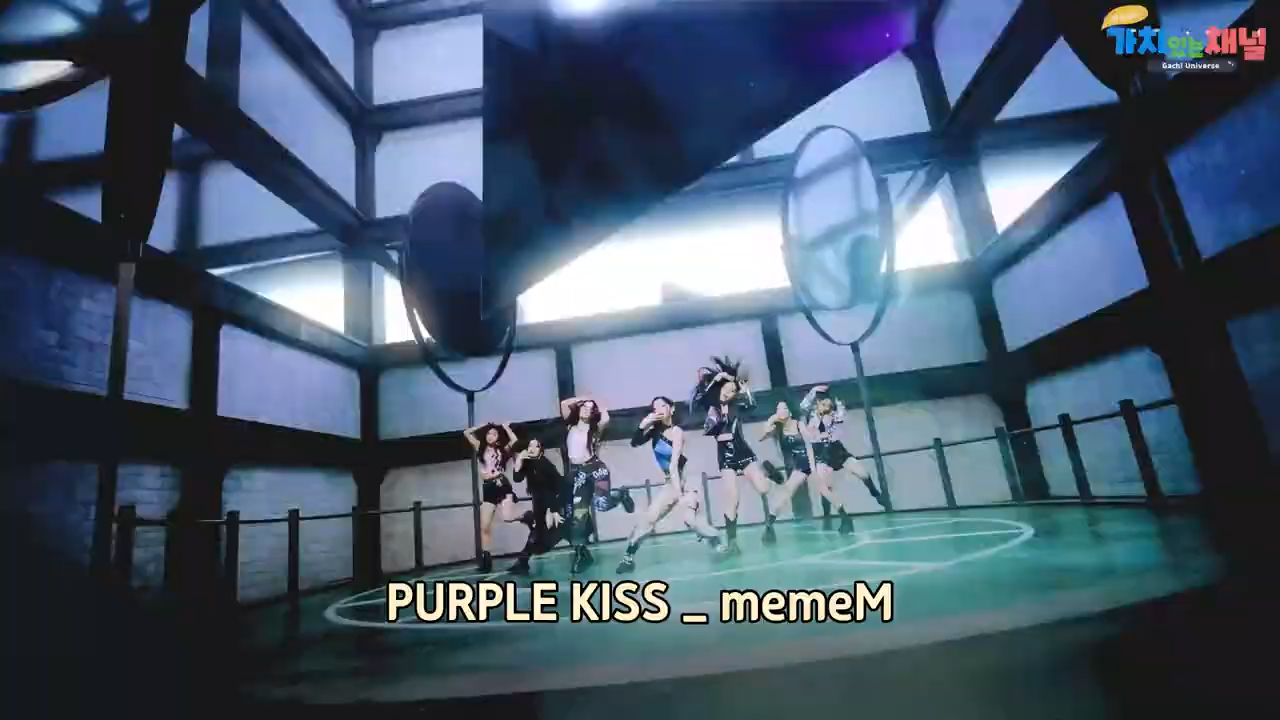 가치있는채널
Gachi Universe
PURPLE KISS _ memeM